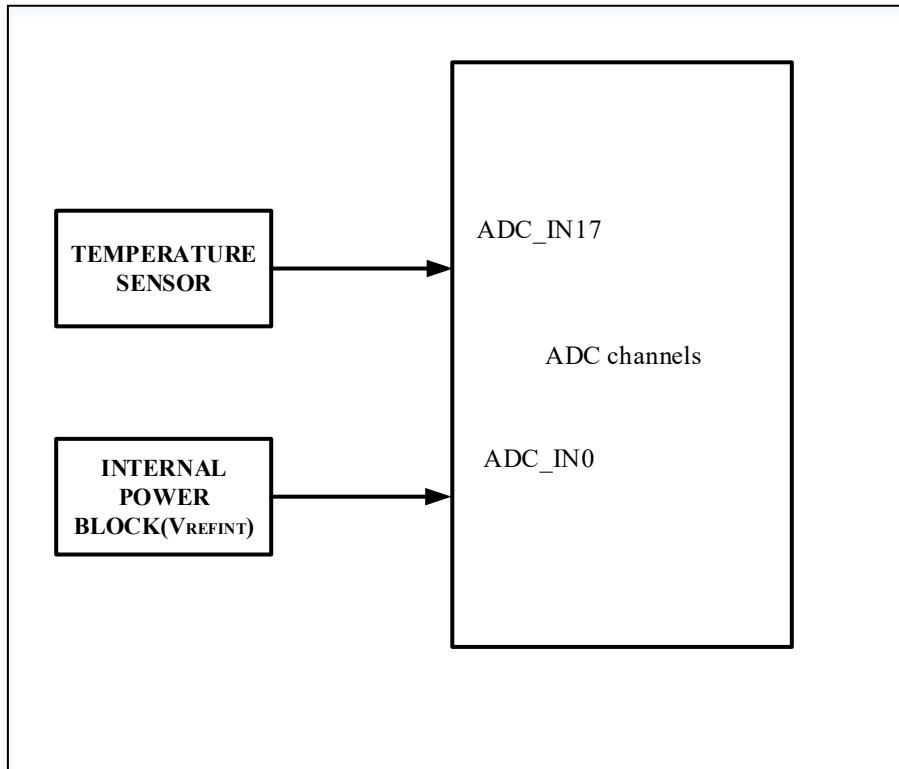 ADC_IN17
TEMPERATURE
SENSOR
ADC channels
ADC_IN0
INTERNAL
POWER
BLOCK(VREFINT)